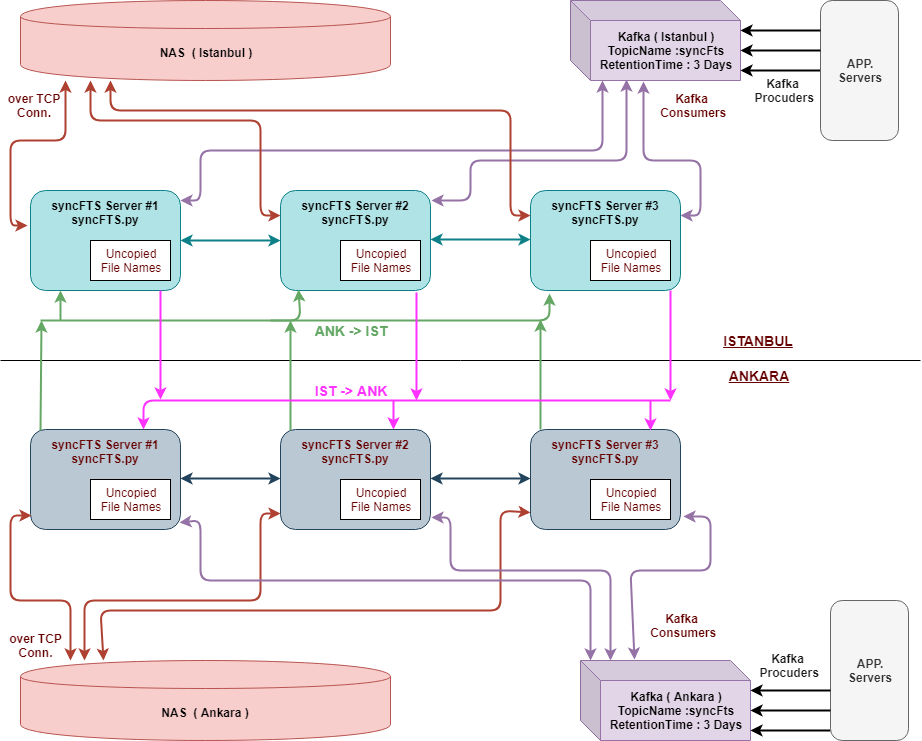 NAS  ( Istanbul )
Kafka ( Istanbul )
TopicName :syncFts
RetentionTime : 3 Days
APP.
Servers
Kafka
Procuders
over TCP
Conn.
Kafka
Consumers
syncFTS Server #1
syncFTS.py
Uncopied
File Names
syncFTS Server #2
syncFTS.py
Uncopied
File Names
syncFTS Server #3
syncFTS.py
Uncopied
File Names
ANK -> IST
ISTANBUL
ANKARA
IST -> ANK
syncFTS Server #1
syncFTS.py
Uncopied
File Names
syncFTS Server #2
syncFTS.py
Uncopied
File Names
syncFTS Server #3
syncFTS.py
Uncopied
File Names
over TCP
Conn.
Kafka
Consumers
Kafka
Procuders
APP.
Servers
NAS  ( Ankara )
Kafka ( Ankara )
TopicName :syncFts
RetentionTime : 3 Days